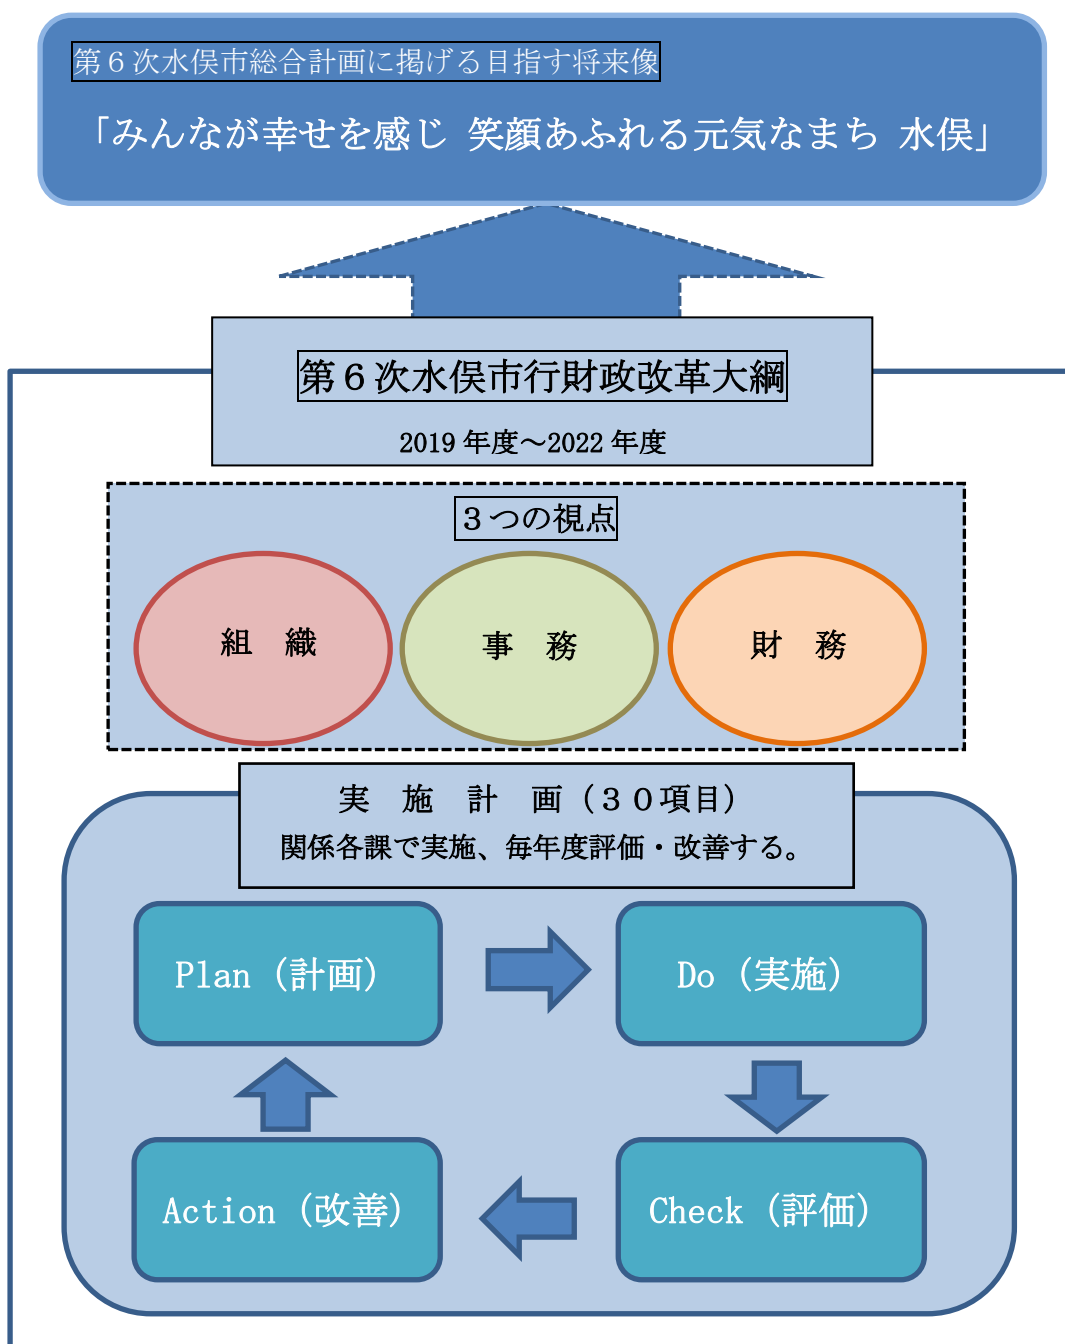 第６次水俣市総合計画に掲げる目指す将来像
「みんなが幸せを感じ 笑顔あふれる元気なまち 水俣」
第６次水俣市行財政改革大綱
2019 年度～2022 年度
３つの視点
組　織
事　務
財　務
実　施　計　画（３０項目）
関係各課で実施、毎年度評価・改善する。
Plan（計画）
Do（実施）
Action（改善）
Check（評価）